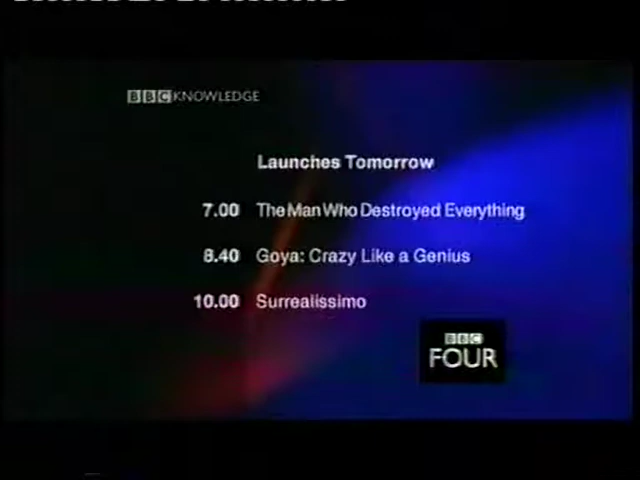 BBC KNOWLEDGE
Launches Tomorrow
7.00 The Man Who Destroyed Everything
8.40 Goya: Crazy Like a Genius
10.00 Surrealissimo
BBC
FOUR